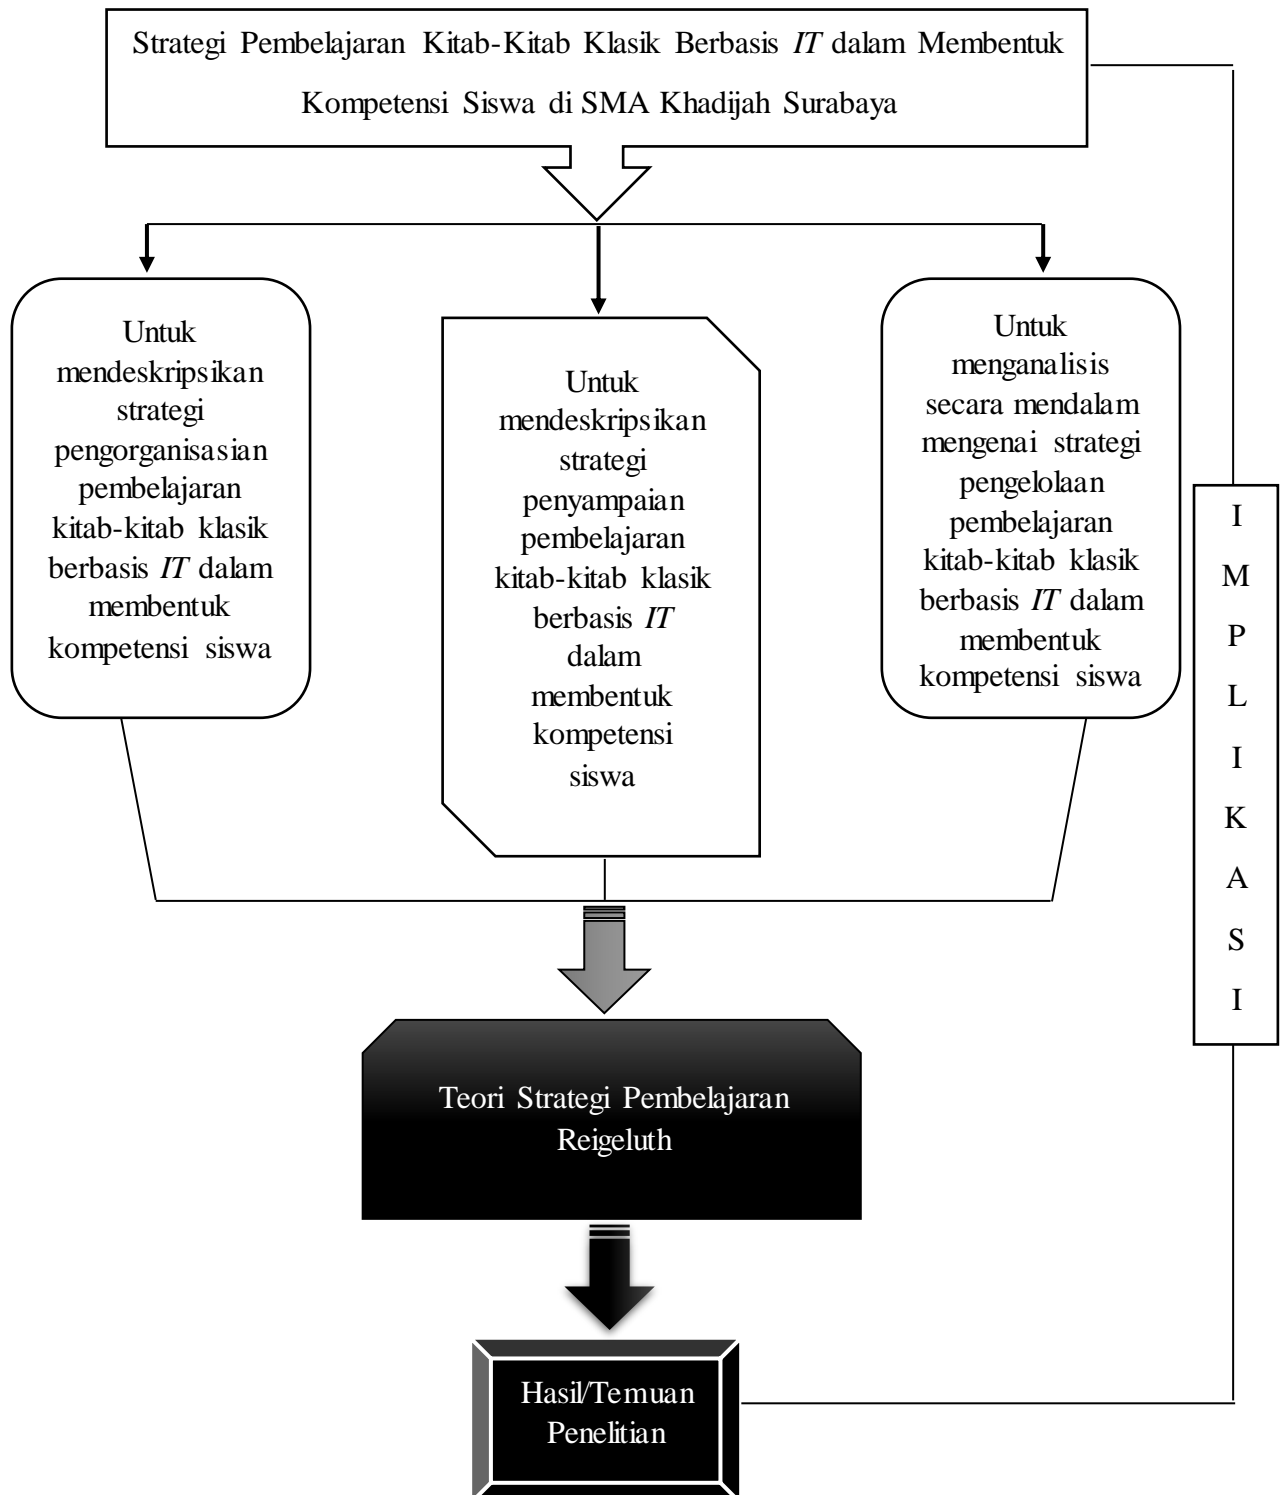 Strategi Pembelajaran Kitab-Kitab Klasik Berbasis IT dalam Membentuk
Kompetensi Siswa di SMA Khadijah Surabaya
Untuk
mendeskripsikan
strategi
pengorganisasian
pembelajaran
kitab-kitab klasik
berbasis IT dalam
membentuk
kompetensi siswa
Untuk
mendeskripsikan
strategi
penyampaian
pembelajaran
kitab-kitab klasik
berbasis IT
dalam
membentuk
kompetensi
siswa
Untuk
menganalisis
secara mendalam
mengenai strategi
pengelolaan
pembelajaran
kitab-kitab klasik
berbasis IT dalam
membentuk
kompetensi siswa
I
M
P
L
I
K
A
S
I
Teori Strategi Pembelajaran
Reigeluth
Hasil/Temuan
Penelitian